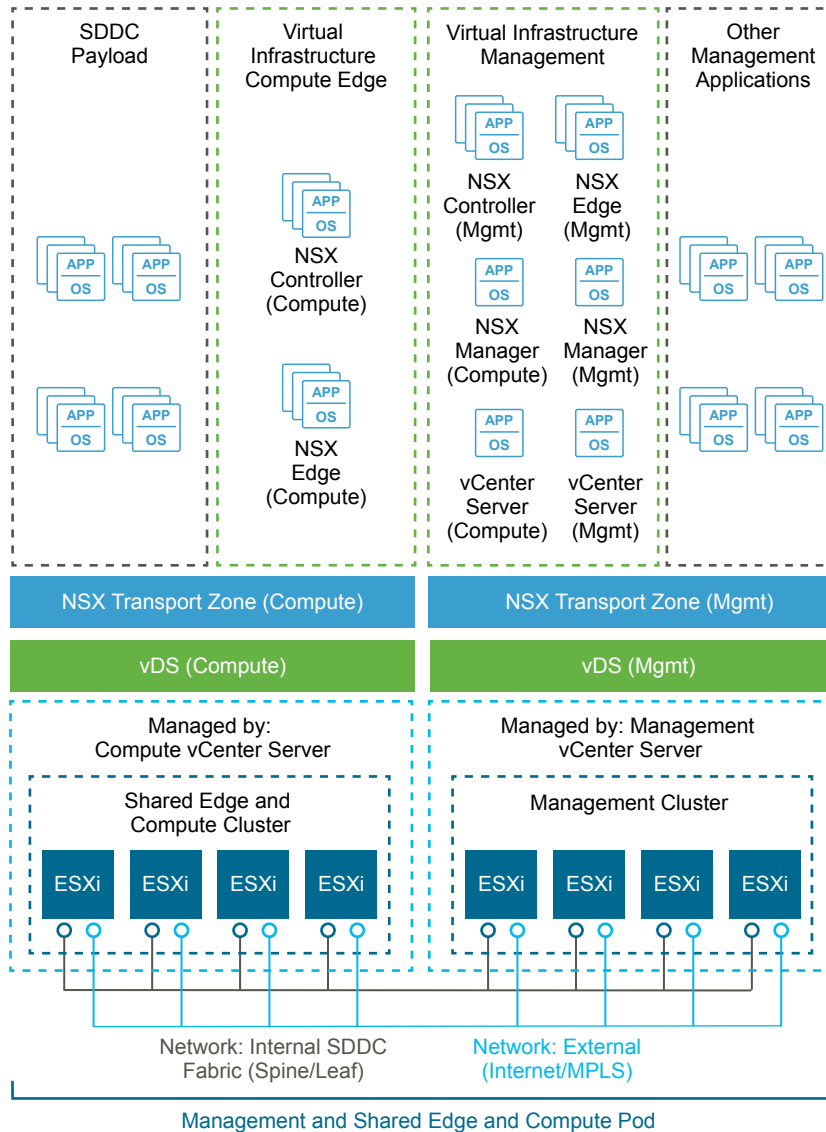 SDDC
Payload
Virtual
Infrastructure
Compute Edge
Virtual Infrastructure
Management
Other
Management
Applications
APP
OS
APP
OS
NSX
Controller
(Mgmt)
NSX
Edge
(Mgmt)
APP
OS
NSX
Controller
(Compute)
APP
OS
APP
OS
APP
OS
APP
OS
NSX
Manager
(Compute)
NSX
Manager
(Mgmt)
APP
OS
APP
OS
APP
OS
APP
OS
APP
OS
NSX
Edge
(Compute)
APP
OS
APP
OS
vCenter
Server
(Compute)
vCenter
Server
(Mgmt)
APP
OS
APP
OS
NSX Transport Zone (Compute)
NSX Transport Zone (Mgmt)
vDS (Compute)
vDS (Mgmt)
Managed by:
Compute vCenter Server
Managed by: Management
vCenter Server
Shared Edge and
Compute Cluster
Management Cluster
ESXi
ESXi
ESXi
ESXi
ESXi
ESXi
ESXi
ESXi
Network: Internal SDDC
Fabric (Spine/Leaf)
Network: External
(Internet/MPLS)
Management and Shared Edge and Compute Pod